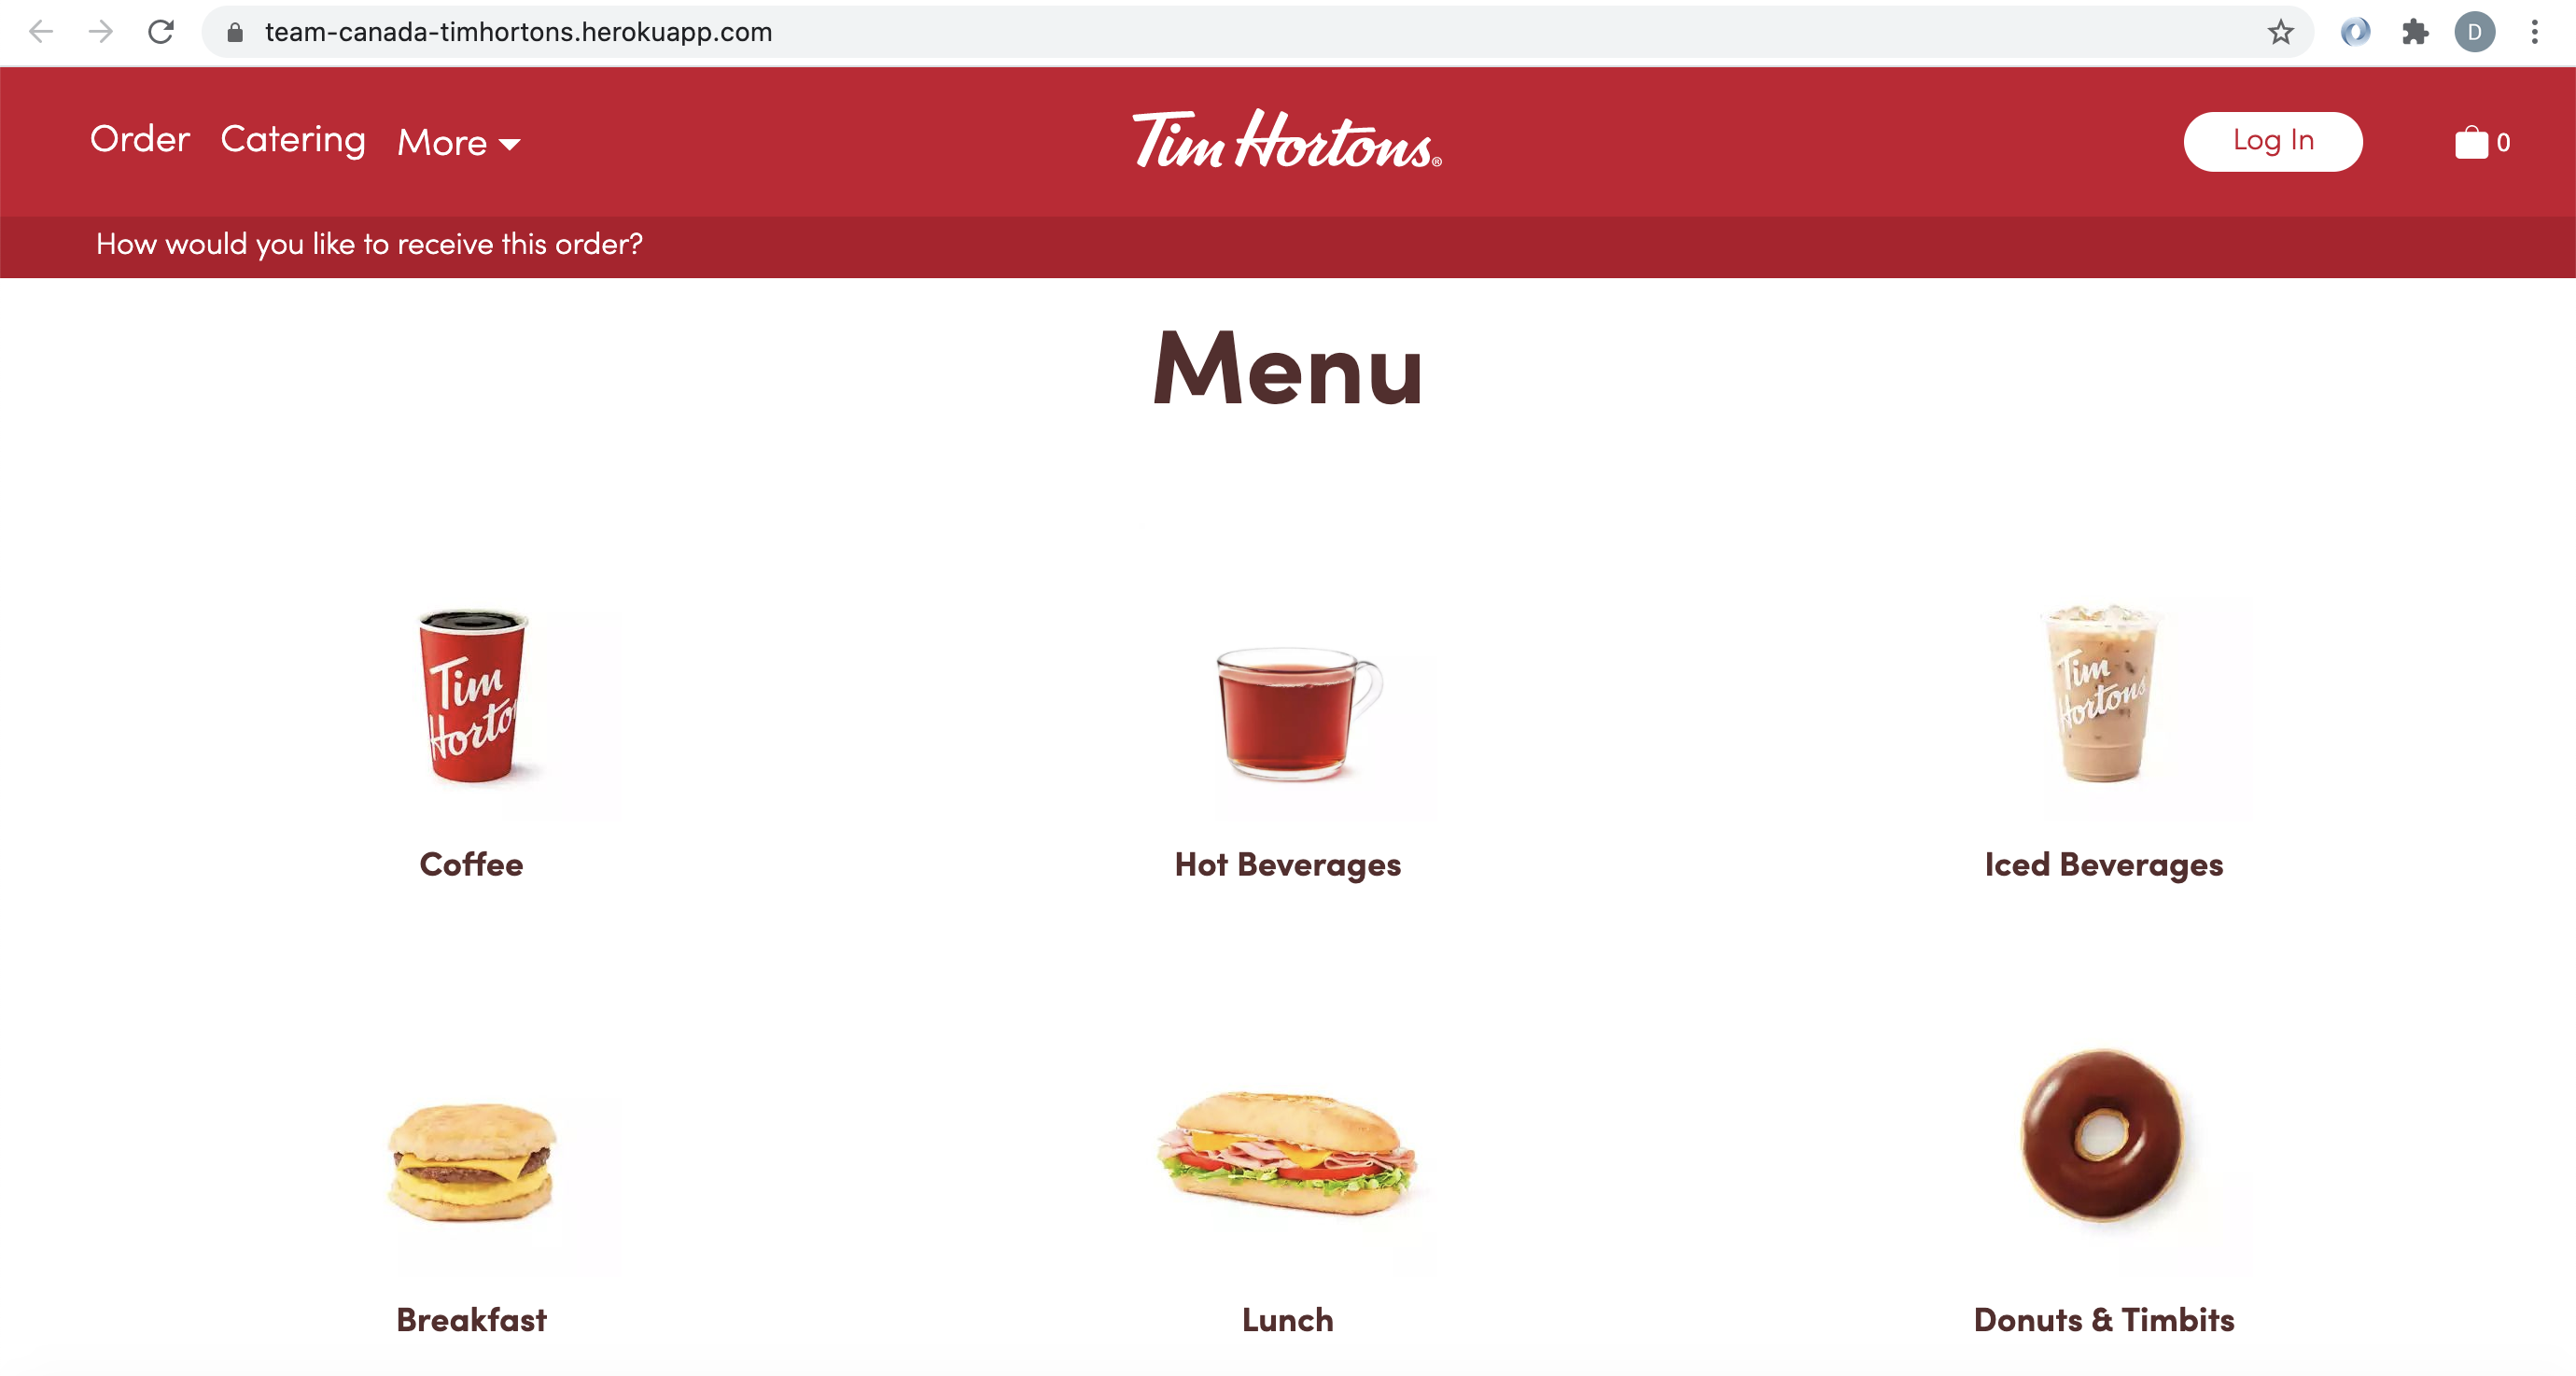 team-canada-timhortons.herokuapp.com
D
Order Catering More
Tim Hortons®
Log In
0
How would you like to receive this order?
Menu
Tim
Horto
Tim
Hortons
Coffee
Hot Beverages
Iced Beverages
Breakfast
Lunch
Donuts & Timbits